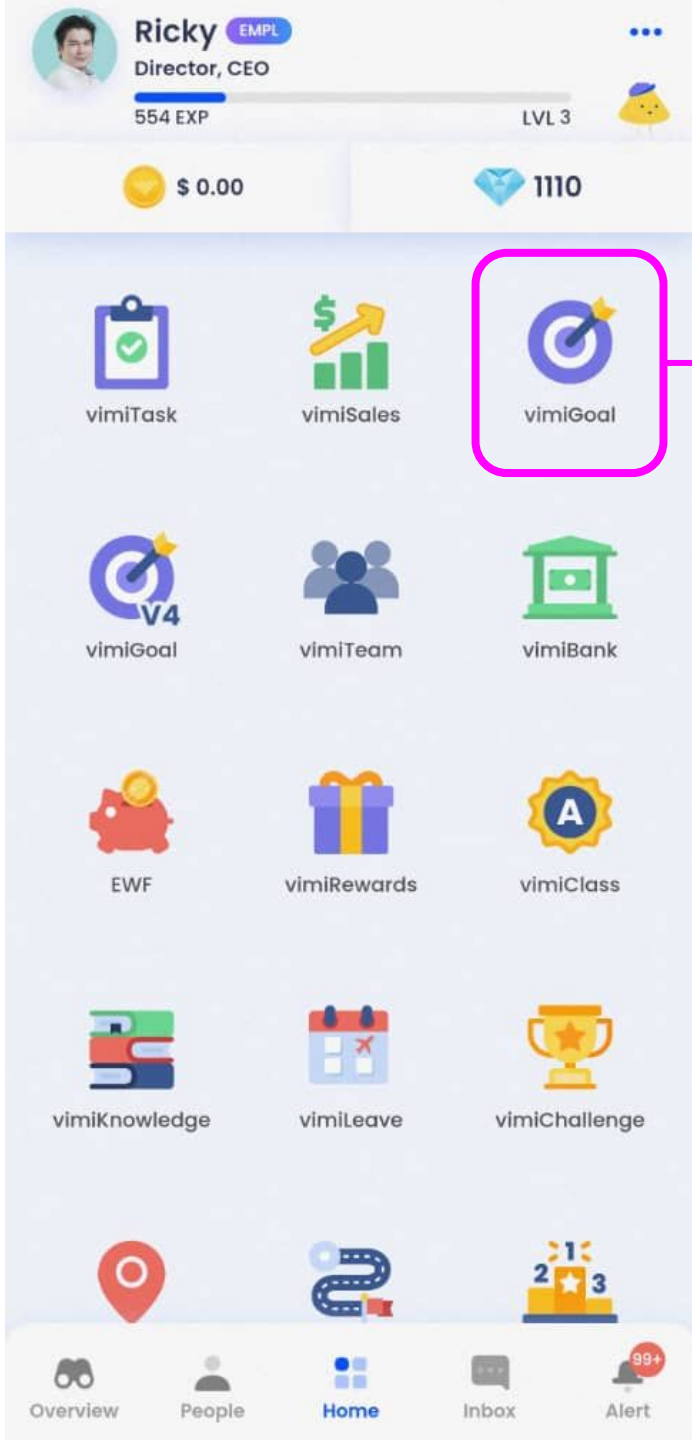 Ricky EMPL
Director, CEO
554 EXP LVL 3
$ 0.00 1110
$
vimiTask vimiSales vimiGoal
V4
vimiGoal vimiTeam vimiBank
A
EWF vimiRewards vimiClass
vimiKnowledge vimiLeave vimiChallenge
1
2 3
99+
Overview People Home Inbox Alert